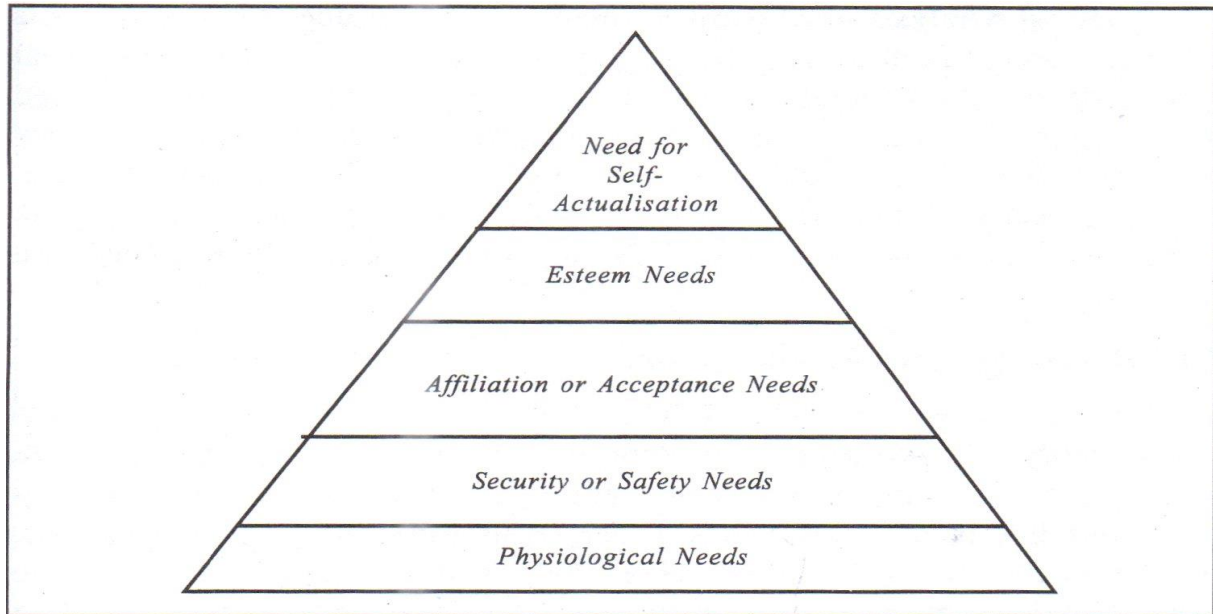 Need for
Self-
Actualisation
Esteem Needs
Affiliation or Acceptance Needs
Security or Safety Needs
Physiological Needs